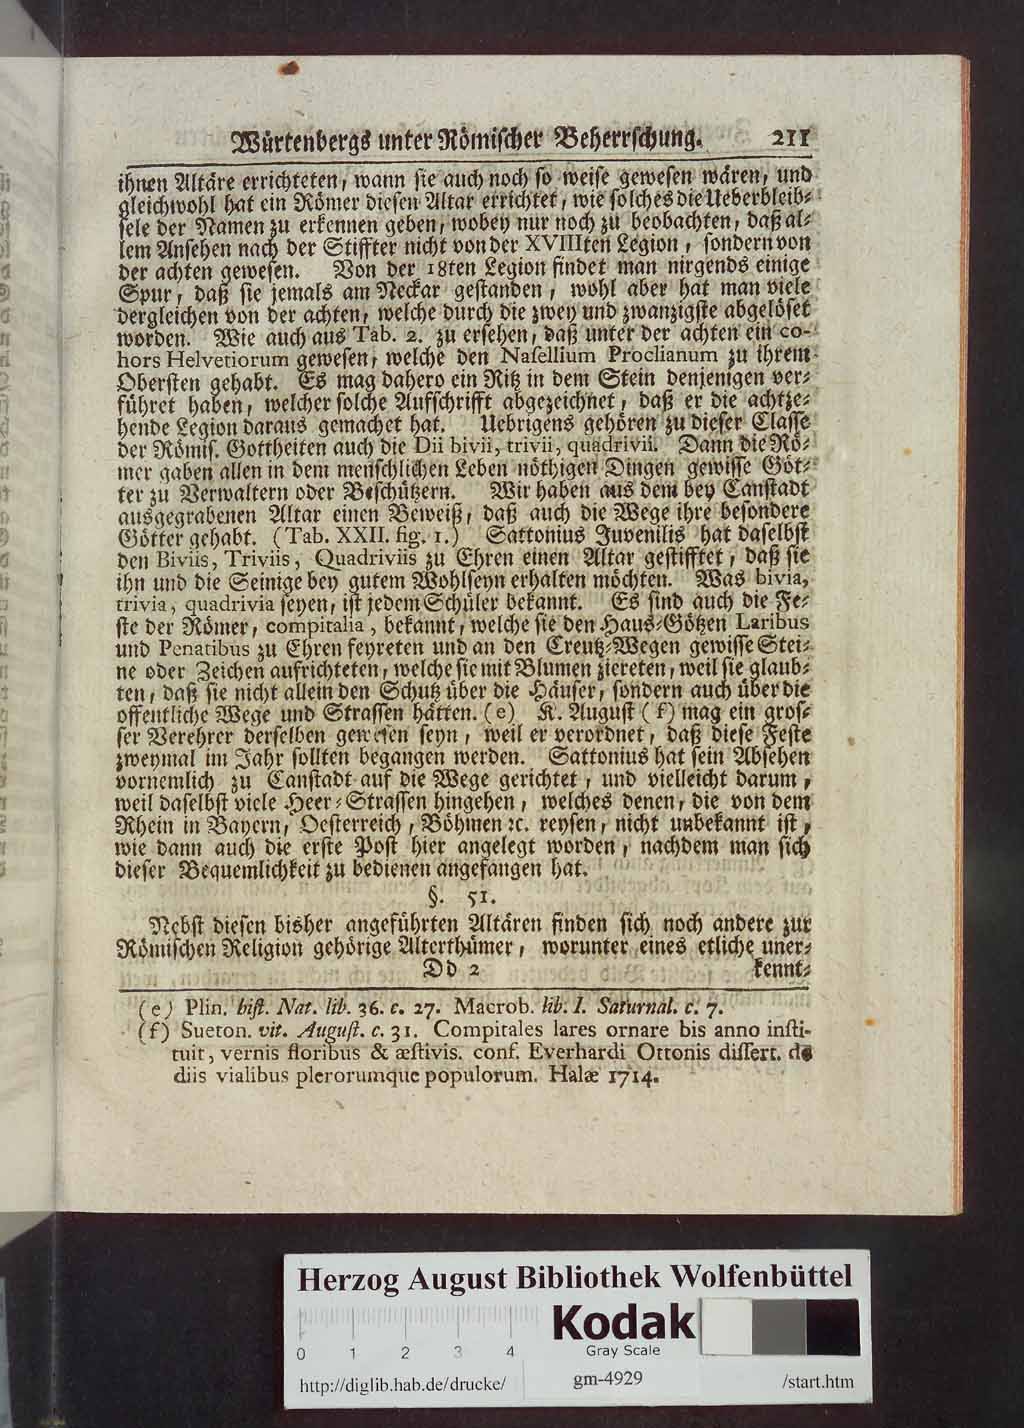 Würtenbergs unter Römischer Beherrschung. 211
ihnen Altäre errichteten, wann sie auch noch so weise gewesen wären, und
gleichwohl hat ein Römer diesen Altar errichtet, wie solches die Ueberbleib-
sele der Namen zu erkennen geben, wobey nur noch zu beobachten, daß al-
lem Ansehen nach der Stiffter nicht von der XVIIIten Legion, sondern von
der achten gewesen. Von der 18ten Legion findet man nirgends einige
Spur, daß sie jemals am Neckar gestanden, wohl aber hat man viele
dergleichen von der achten, welche durch die zwey und zwanzigste abgelöset
worden. Wie auch aus Tab. 2. zu ersehen, daß unter der achten ein co-
hors Helvetiorum gewesen, welche den Nasellium Proclianum zu ihrem
Obersten gehabt. Es mag dahero ein Ritz in dem Stein denjenigen ver-
führet haben, welcher solche Aufschrifft abgezeichnet, daß er die achtze-
hende Legion daraus gemachet hat. Uebrigens gehören zu dieser Classe
der Römis. Gottheiten auch die Dii bivii, trivii, quadrivii. Dann die Rö-
mer gaben allen in dem menschlichen Leben nöthigen Dingen gewisse Göt-
ter zu Verwaltern oder Beschützern. Wir haben aus dem bey Canstadt
ausgegrabenen Altar einen Beweiß, daß auch die Wege ihre besondere
Götter gehabt. (Tab. XXII. fig. 1.) Sattonius Juvenilis hat daselbst
den Biviis, Triviis, Quadriviis zu Ehren einen Altar gestifftet, daß sie
ihn und die Seinige bey gutem Wohlseyn erhalten möchten. Was bivia,
trivia, quadrivia seyen, ist jedem Schüler bekannt. Es sind auch die Fe-
ste der Römer, compitalia, bekannt, welche sie den Haus-Götzen Laribus
und Penatibus zu Ehren feyreten und an den Creutz-Wegen gewisse Stei-
ne oder Zeichen aufrichteten, welche sie mit Blumen ziereten, weil sie glaub-
ten, daß sie nicht allein den Schutz über die Häuser, sondern auch über die
offentliche Wege und Strassen hätten. (e) K. August (f) mag ein gros-
ser Verehrer derselben gewesen seyn, weil er verordnet, daß diese Feste
zweymal im Jahr sollten begangen werden. Sattonius hat sein Absehen
vornemlich zu Canstadt auf die Wege gerichtet, und vielleicht darum,
weil daselbst viele Heer-Strassen hingehen, welches denen, die von dem
Rhein in Bayern, Oesterreich, Böhmen ꝛc. reysen, nicht unbekannt ist,
wie dann auch die erste Post hier angelegt worden, nachdem man sich
dieser Bequemlichkeit zu bedienen angefangen hat.
§. 51.
Nebst diesen bisher angeführten Altären finden sich noch andere zur
Römischen Religion gehörige Alterthümer, worunter eines etliche uner-
Dd 2 kennt-
(e) Plin. hist. Nat. lib. 36. c. 27. Macrob. lib. I. Saturnal. c. 7.
(f) Sueton. vit. August. c. 31. Compitales lares ornare bis anno insti-
tuit, vernis floribus & æstivis. conf. Everhardi Ottonis dissert. de
diis vialibus plerorumque populorum. Halæ 1714.
Herzog August Bibliothek Wolfenbüttel
Kodak
Gray Scale
0 1 2 3 4
http://diglib.hab.de/drucke/ gm-4929 /start.htm